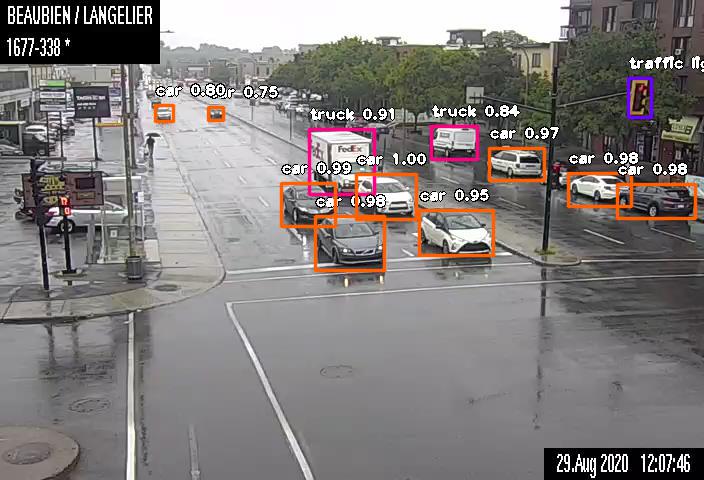 BEAUBIEN / LANGELIER
1677-338 *
car 0.80
0.75
traffic lig
truck 0.91
truck 0.84
car 0.97
FedEx
car 0.99
car 1.00
car 0.98
car 0.98
car 0.98
car 0.95
29.Aug 2020 12:07:46